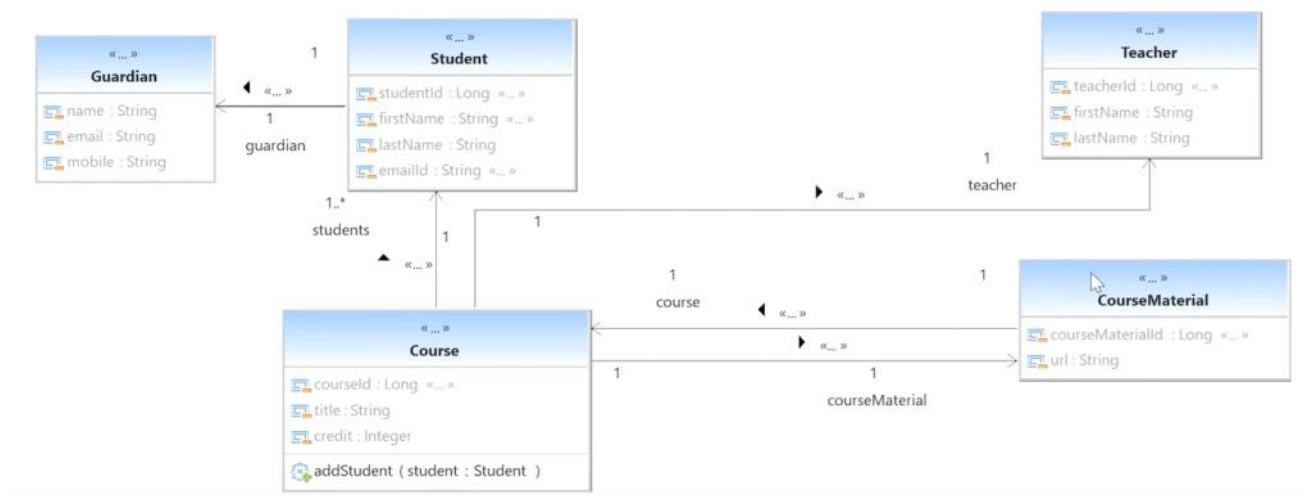 «... »
Guardian
name : String
email : String
mobile : String
1
«... »
1
guardian
«... »
Student
studentId : Long «... »
firstName : String «... »
lastName : String
emailId : String «... »
«... »
Teacher
teacherId : Long «... »
firstName : String
lastName : String
1
teacher
«... »
1
1..*
students
1
«... »
1
course
1
«... »
«... »
1
1
courseMaterial
«... »
Course
courseId : Long «... »
title : String
credit : Integer
addStudent ( student : Student )
«... »
CourseMaterial
courseMaterialId : Long «... »
url : String